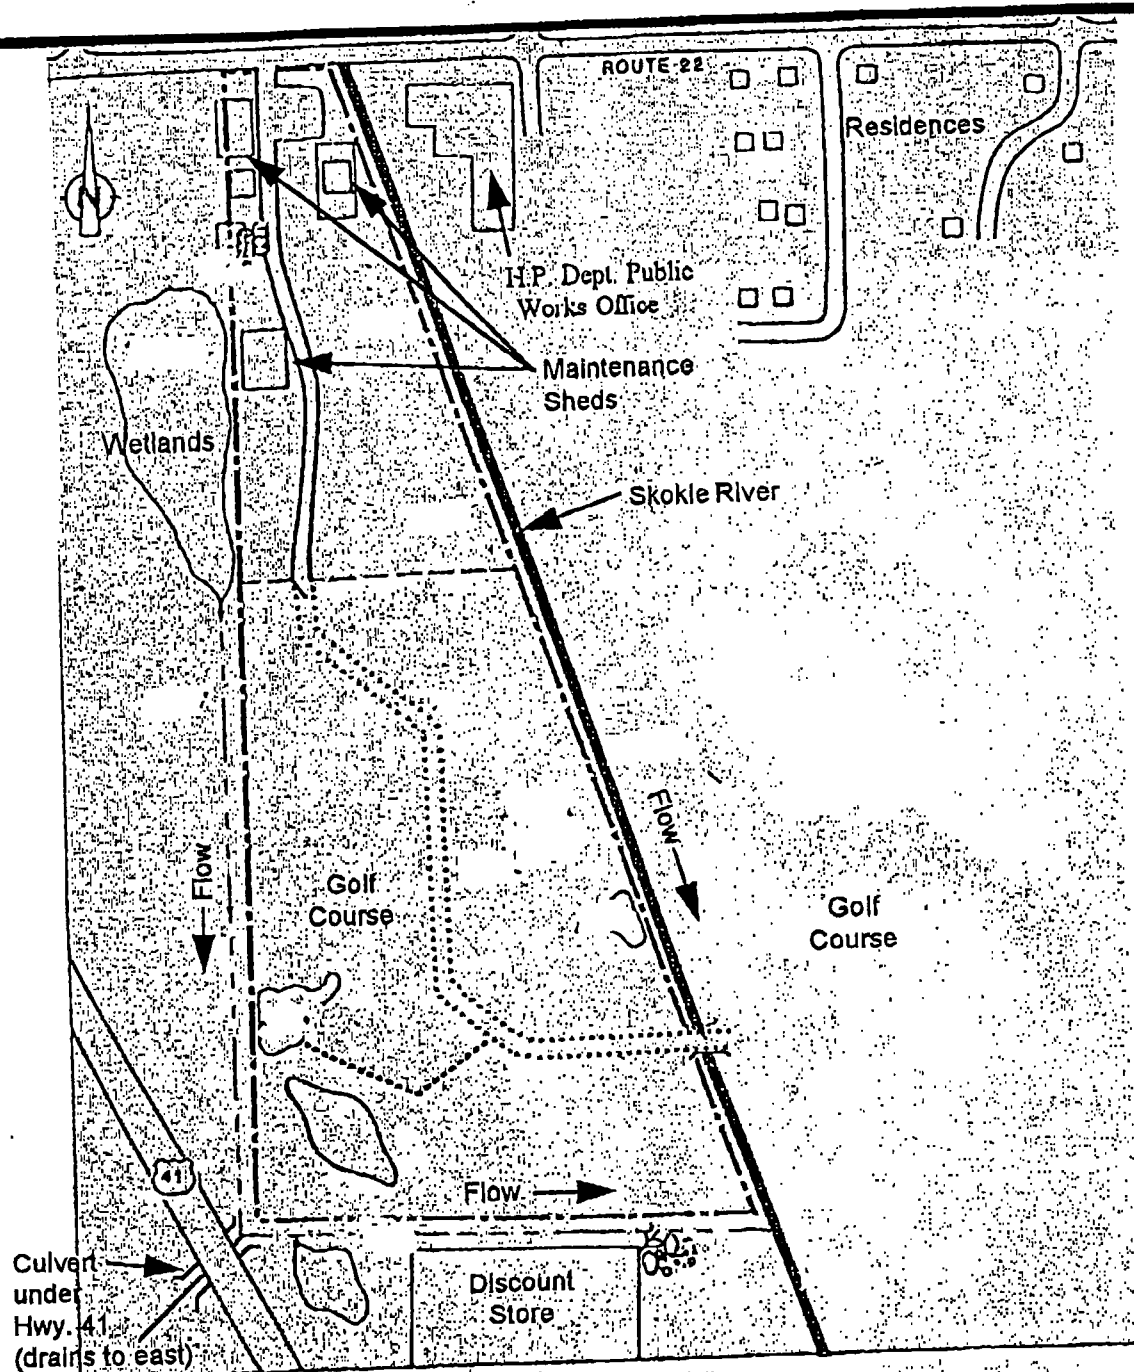 ROUTE 22
Residences
H.P. Dept. Public
Works Office
Maintenance
Sheds
Wetlands
Skokie River
Flow
Flow
Golf
Course
Golf
Course
41
Flow
Culvert
under
Hwy. 41
(drains to east)
Discount
Store